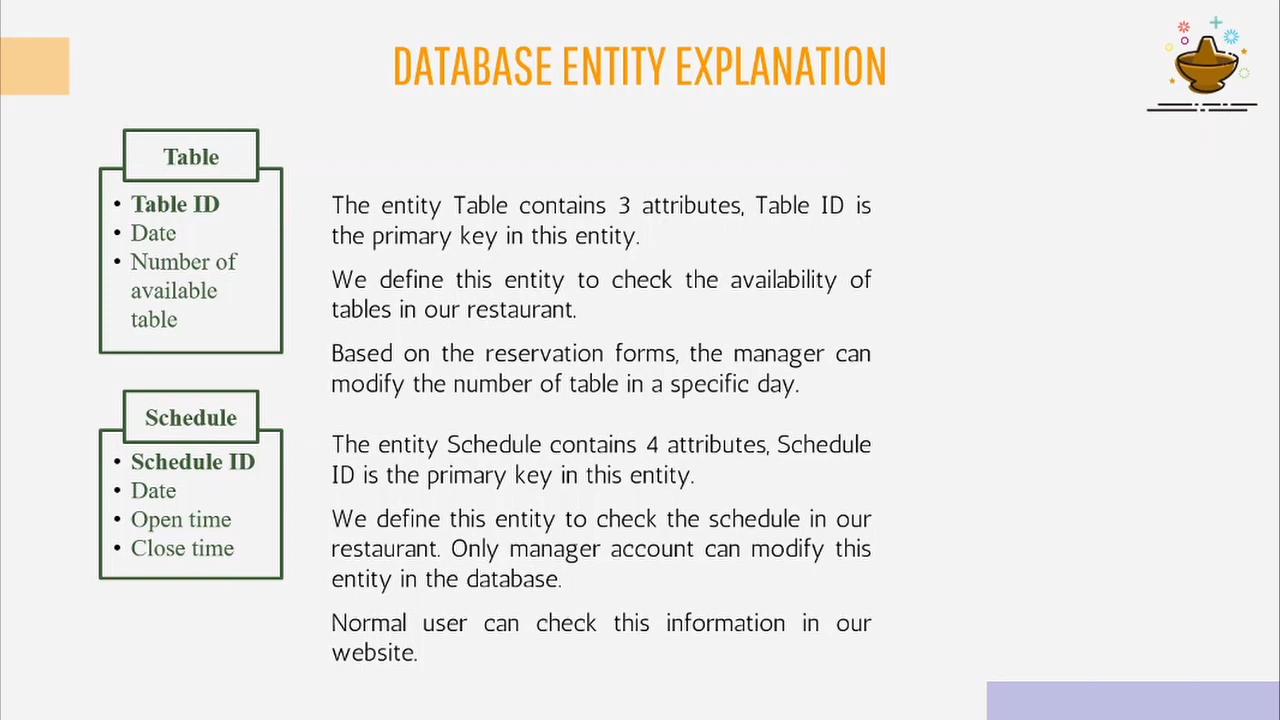 DATABASE ENTITY EXPLANATION
Table
• Table ID
• Date
• Number of
available
table
The entity Table contains 3 attributes, Table ID is
the primary key in this entity.
We define this entity to check the availability of
tables in our restaurant.
Based on the reservation forms, the manager can
modify the number of table in a specific day.
Schedule
• Schedule ID
• Date
• Open time
• Close time
The entity Schedule contains 4 attributes, Schedule
ID is the primary key in this entity.
We define this entity to check the schedule in our
restaurant. Only manager account can modify this
entity in the database.
Normal user can check this information in our
website.